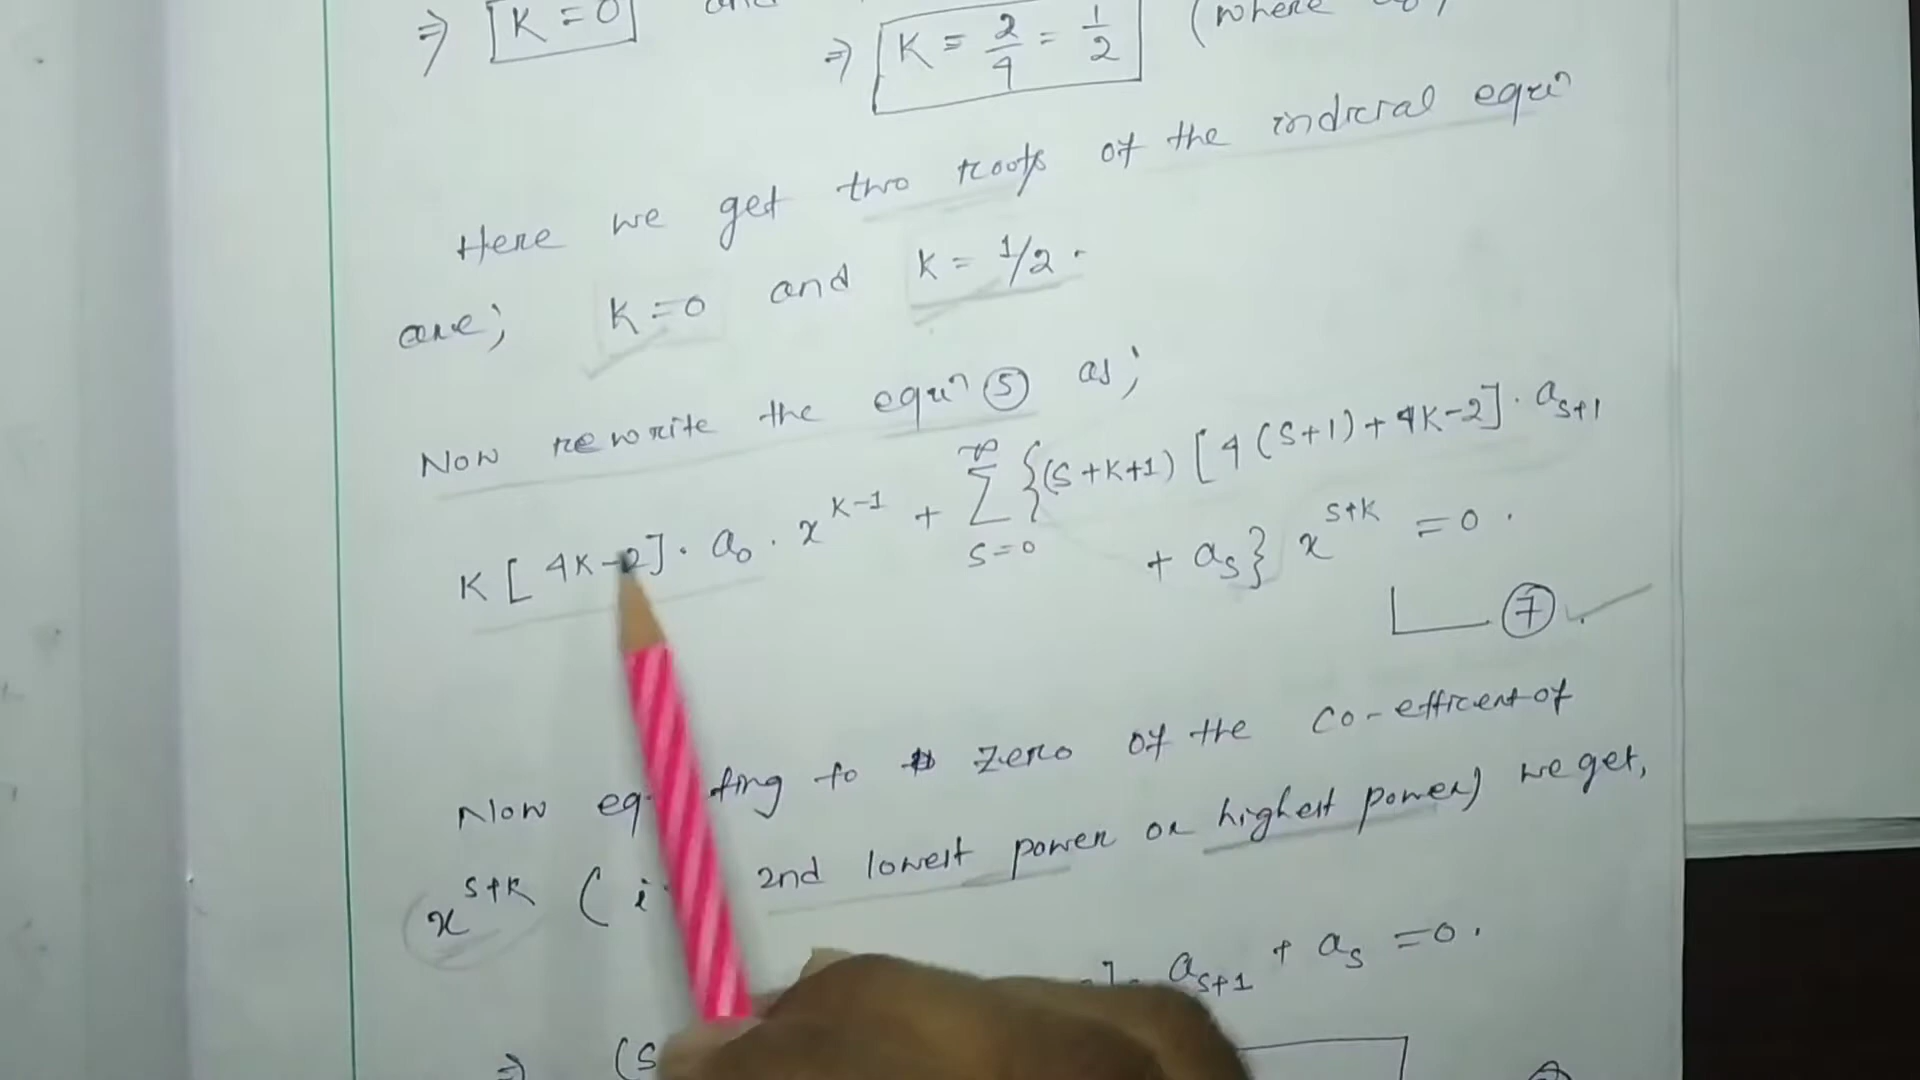 ⇒ K = 0 and
⇒ K = 2/4 = 1/2 (where
Here we get two roots of the indicial equⁿ
are; K=0 and K = 1/2.
Now rewrite the equⁿ ⑤ as;
K[4K-2]. a₀. x^{K-1} + ∑_{s=0}^{∞} {(s+K+1) [4(s+1)+4K-2]. a_{s+1}
+ a_s} x^{s+K} = 0.
⑦
Now eq ting to zero of the co-efficent of
x^{s+K} (i 2nd lowest power or highest power) we get,
]. a_{s+1} + a_s = 0.
⇒ (s